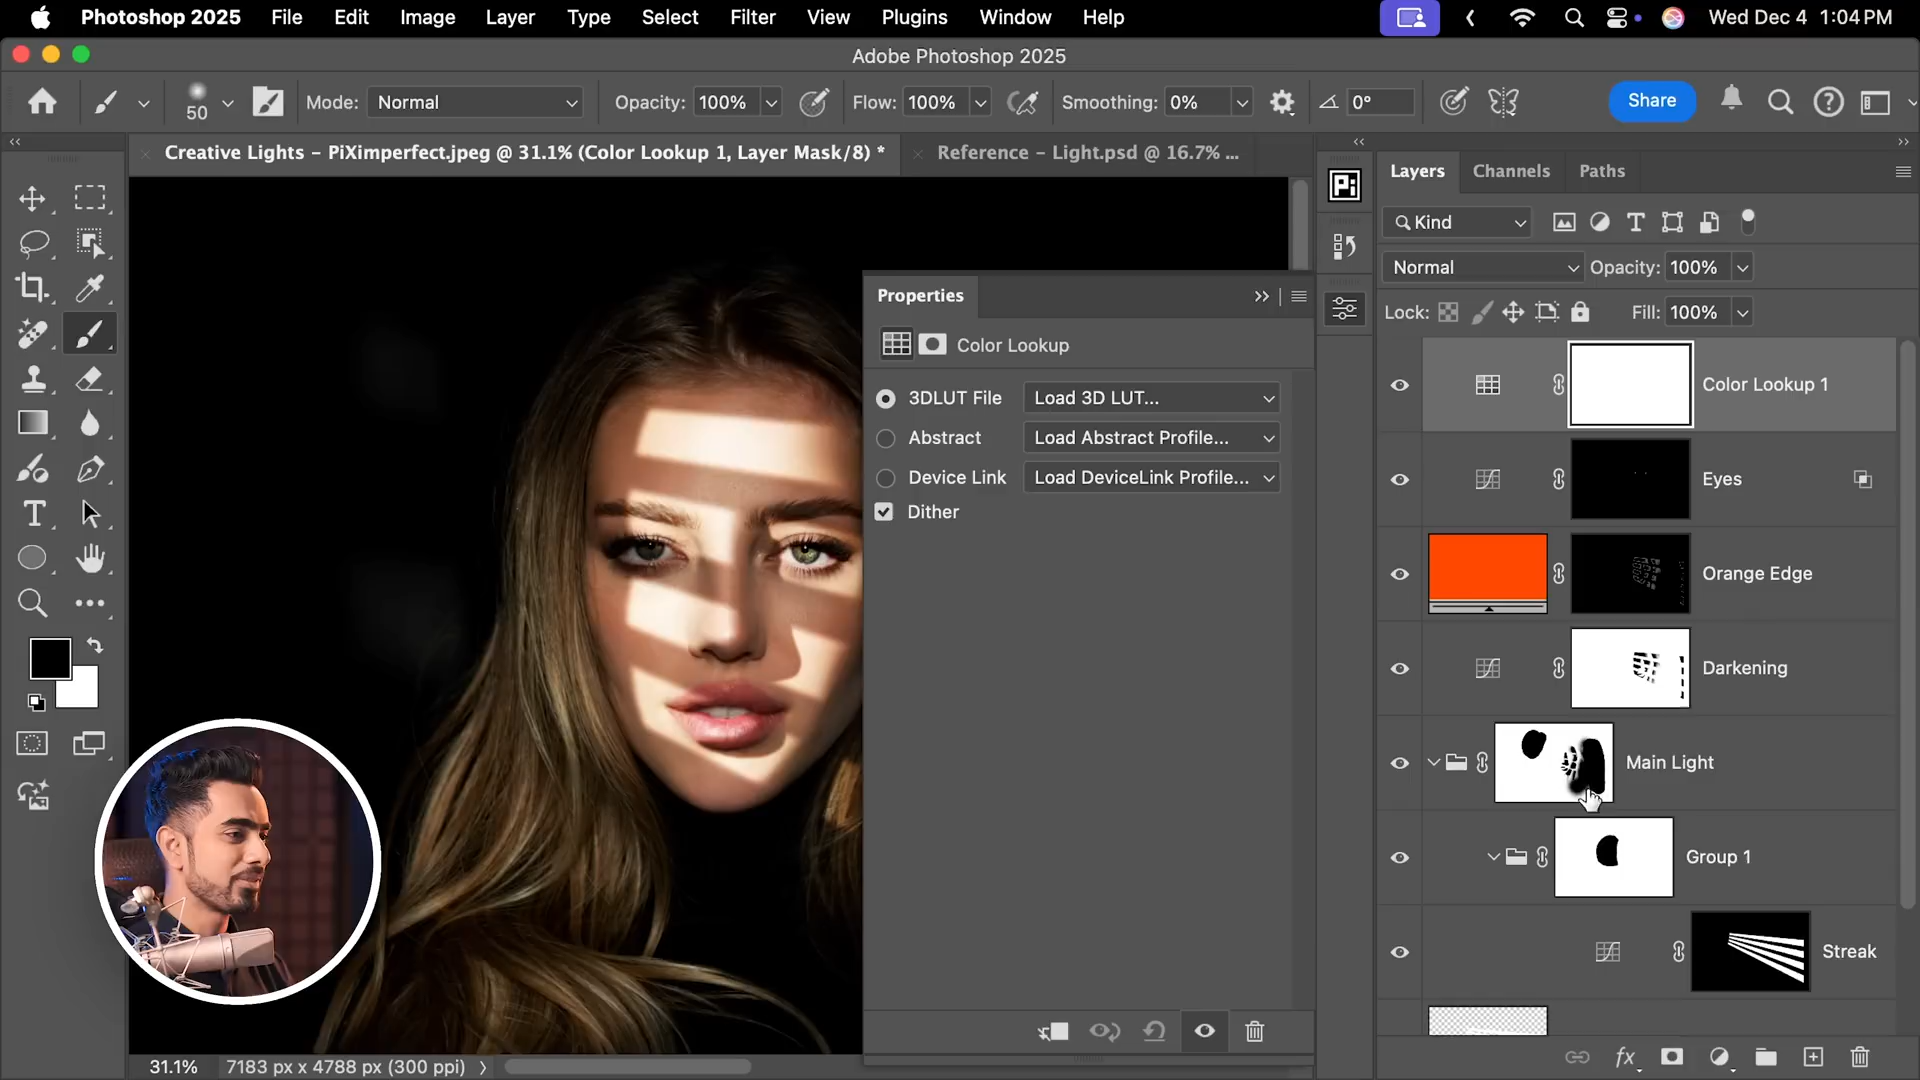 Photoshop 2025 File Edit Image Layer Type Select Filter View Plugins Window Help Wed Dec 4 1:04 PM
Adobe Photoshop 2025
50 Mode: Normal Opacity: 100% Flow: 100% Smoothing: 0% 0° Share
Creative Lights - PiXimperfect.jpeg @ 31.1% (Color Lookup 1, Layer Mask/8) * Reference - Light.psd @ 16.7% ...
Pi
Layers Channels Paths
Kind
Normal Opacity: 100%
Lock: Fill: 100%
Properties
Color Lookup
3DLUT File Load 3D LUT...
Abstract Load Abstract Profile...
Device Link Load DeviceLink Profile...
Dither
Color Lookup 1
Eyes
Orange Edge
Darkening
Main Light
Group 1
Streak
fx
31.1% 7183 px x 4788 px (300 ppi)